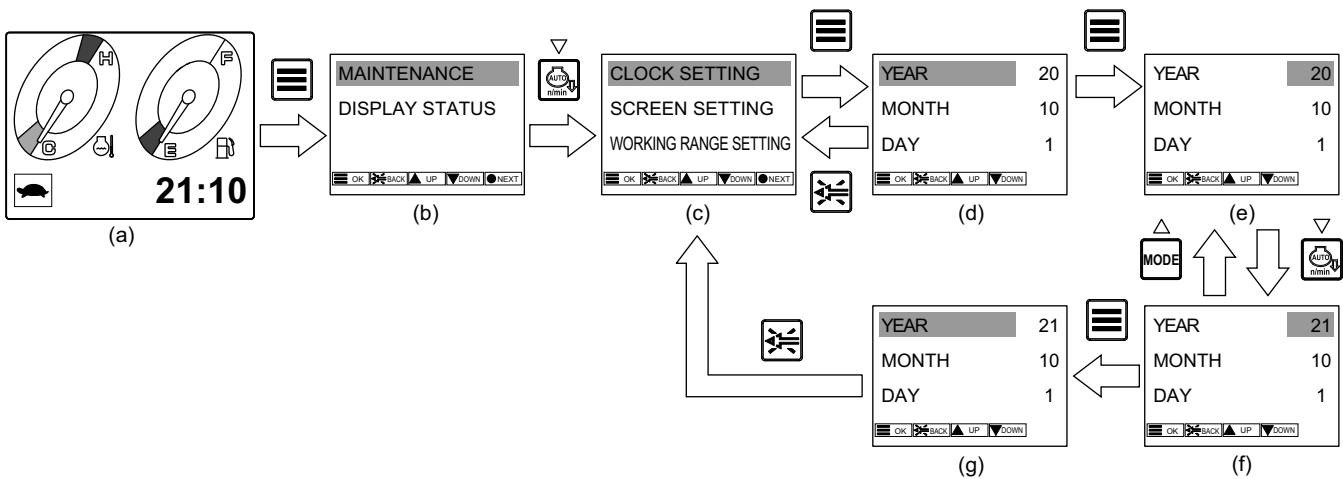 H
F
C
E
21:10
(a)
MAINTENANCE
DISPLAY STATUS
OK BACK UP DOWN NEXT
(b)
AUTO
n/min
CLOCK SETTING
SCREEN SETTING
WORKING RANGE SETTING
OK BACK UP DOWN NEXT
(c)
YEAR 20
MONTH 10
DAY 1
OK BACK UP DOWN
(d)
YEAR 20
MONTH 10
DAY 1
OK BACK UP DOWN
(e)
MODE
AUTO
n/min
YEAR 21
MONTH 10
DAY 1
OK BACK UP DOWN
(g)
YEAR 21
MONTH 10
DAY 1
OK BACK UP DOWN
(f)